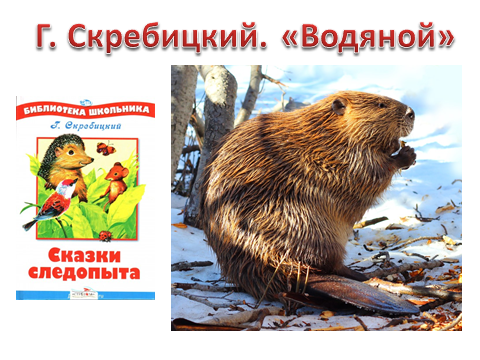 Г. Скребицкий. «Водяной»
БИБЛИОТЕКА ШКОЛЬНИКА
Г. Скребицкий
Сказки
следопыта